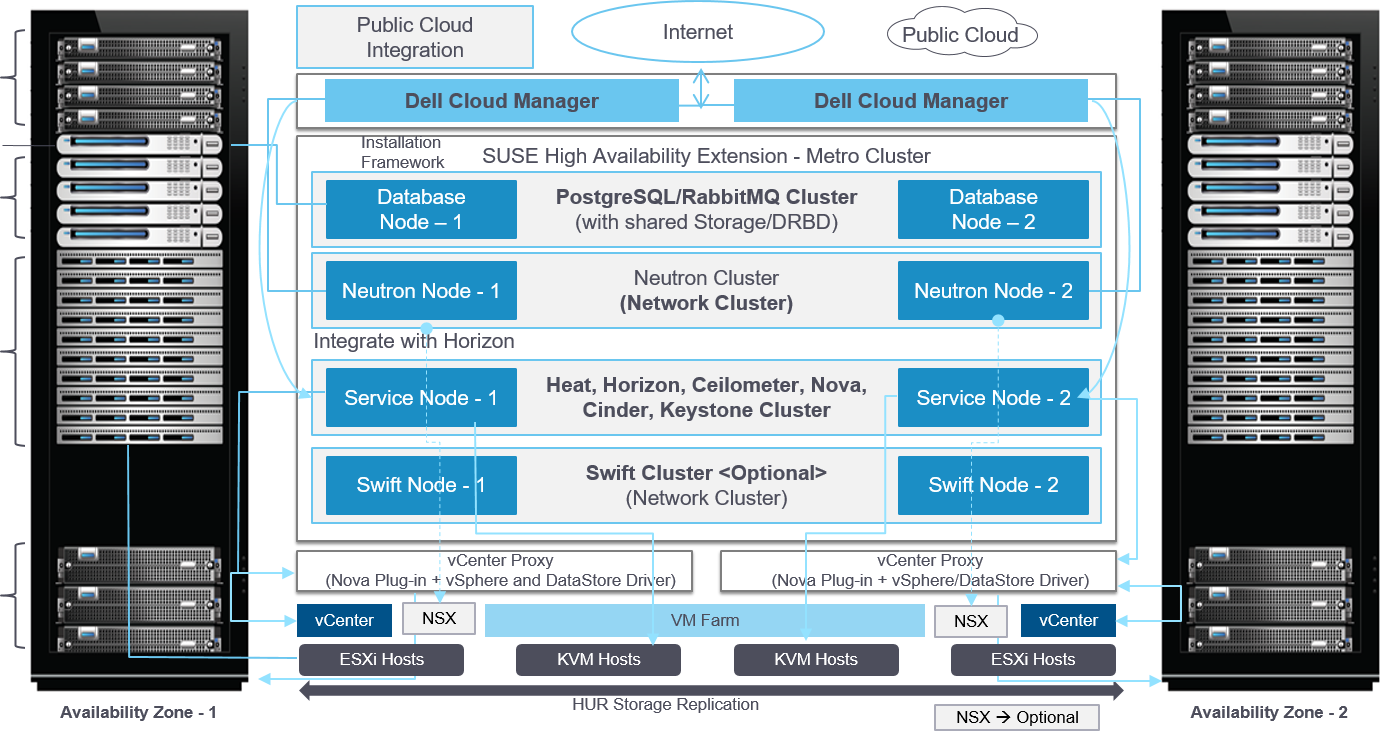 Public Cloud
Integration
Internet
Public Cloud
Dell Cloud Manager
Dell Cloud Manager
Installation
Framework
SUSE High Availability Extension - Metro Cluster
Database
Node – 1
PostgreSQL/RabbitMQ Cluster
(with shared Storage/DRBD)
Database
Node – 2
Neutron Node - 1
Neutron Cluster
(Network Cluster)
Neutron Node - 2
Integrate with Horizon
Service Node - 1
Heat, Horizon, Ceilometer, Nova,
Cinder, Keystone Cluster
Service Node - 2
Swift Node - 1
Swift Cluster <Optional>
(Network Cluster)
Swift Node - 2
vCenter Proxy
(Nova Plug-in + vSphere and DataStore Driver)
vCenter Proxy
(Nova Plug-in + vSphere/DataStore Driver)
vCenter
NSX
VM Farm
NSX
vCenter
ESXi Hosts
KVM Hosts
KVM Hosts
ESXi Hosts
HUR Storage Replication
Availability Zone - 1
NSX → Optional
Availability Zone - 2